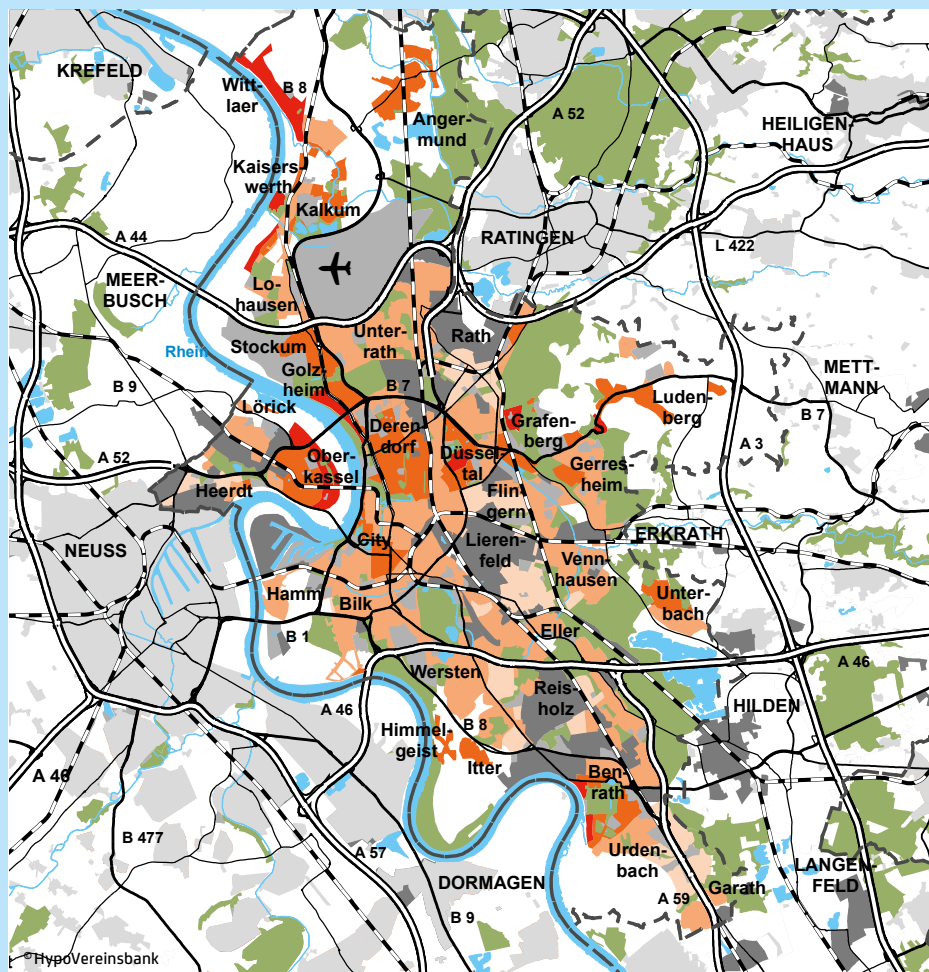 KREFELD
Witt-
laer
B 8
Anger-
mund
A 52
HEILIGEN-
HAUS
Kaisers-
werth
Kalkum
A 44
RATINGEN
L 422
MEER-
BUSCH
Lo-
hausen
Rhein
Stockum
Unter-
rath
Rath
Golz-
heim
METT-
MANN
B 9
B 7
Luden-
berg
B 7
Lörick
Deren-
dorf
Grafen-
berg
A 3
A 52
Ober-
kassel
Düssel-
tal
Gerres-
heim
Heerdt
Flin-
gern
NEUSS
City
Lieren-
feld
ERKRATH
Venn-
hausen
Hamm
Bilk
Unter-
bach
B 1
Eller
A 46
Wersten
Reis-
holz
HILDEN
A 46
Himmel-
geist
B 8
Itter
A 46
Ben-
rath
B 477
A 57
Urden-
bach
LANGEN-
FELD
DORMAGEN
Garath
A 59
B 9
©HypoVereinsbank